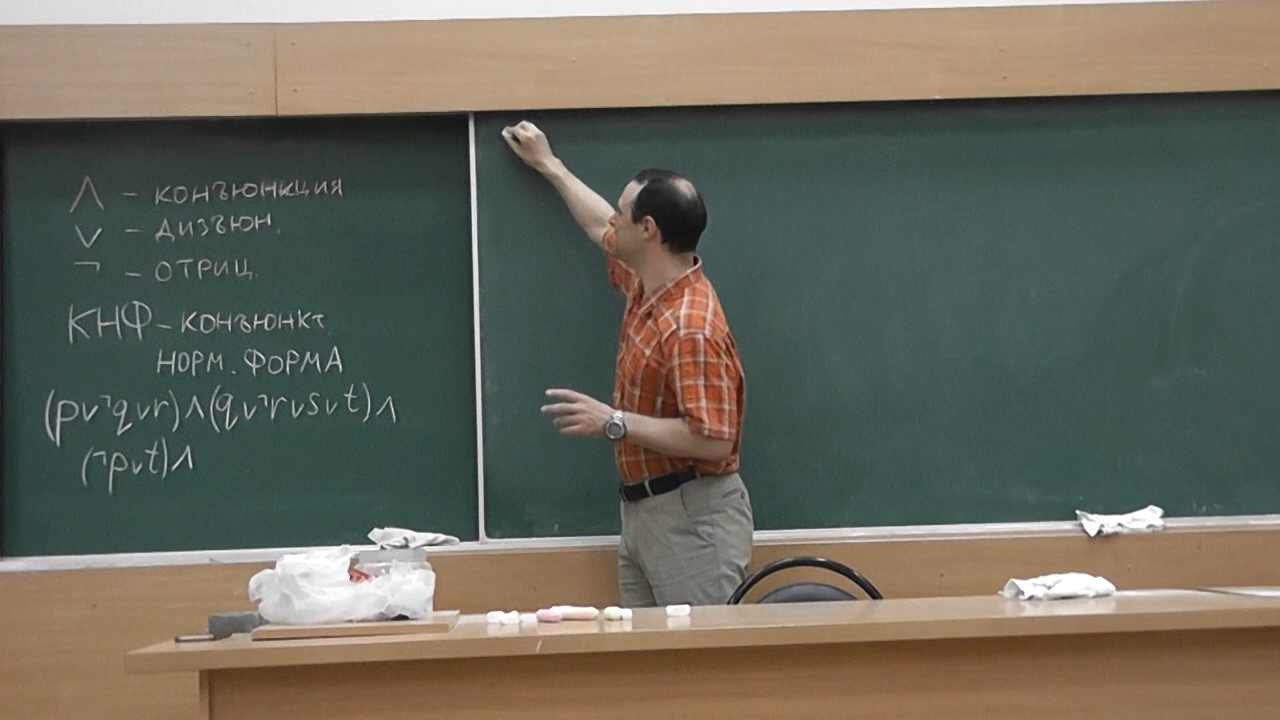 ∧ – КОНЪЮНКЦИЯ
∨ – ДИЗЪЮН.
¬ – ОТРИЦ.
КНФ – КОНЪЮНКТ.
НОРМ. ФОРМА
(p∨¬q∨r)∧(q∨¬r∨s∨t)∧
(¬p∨t)∧